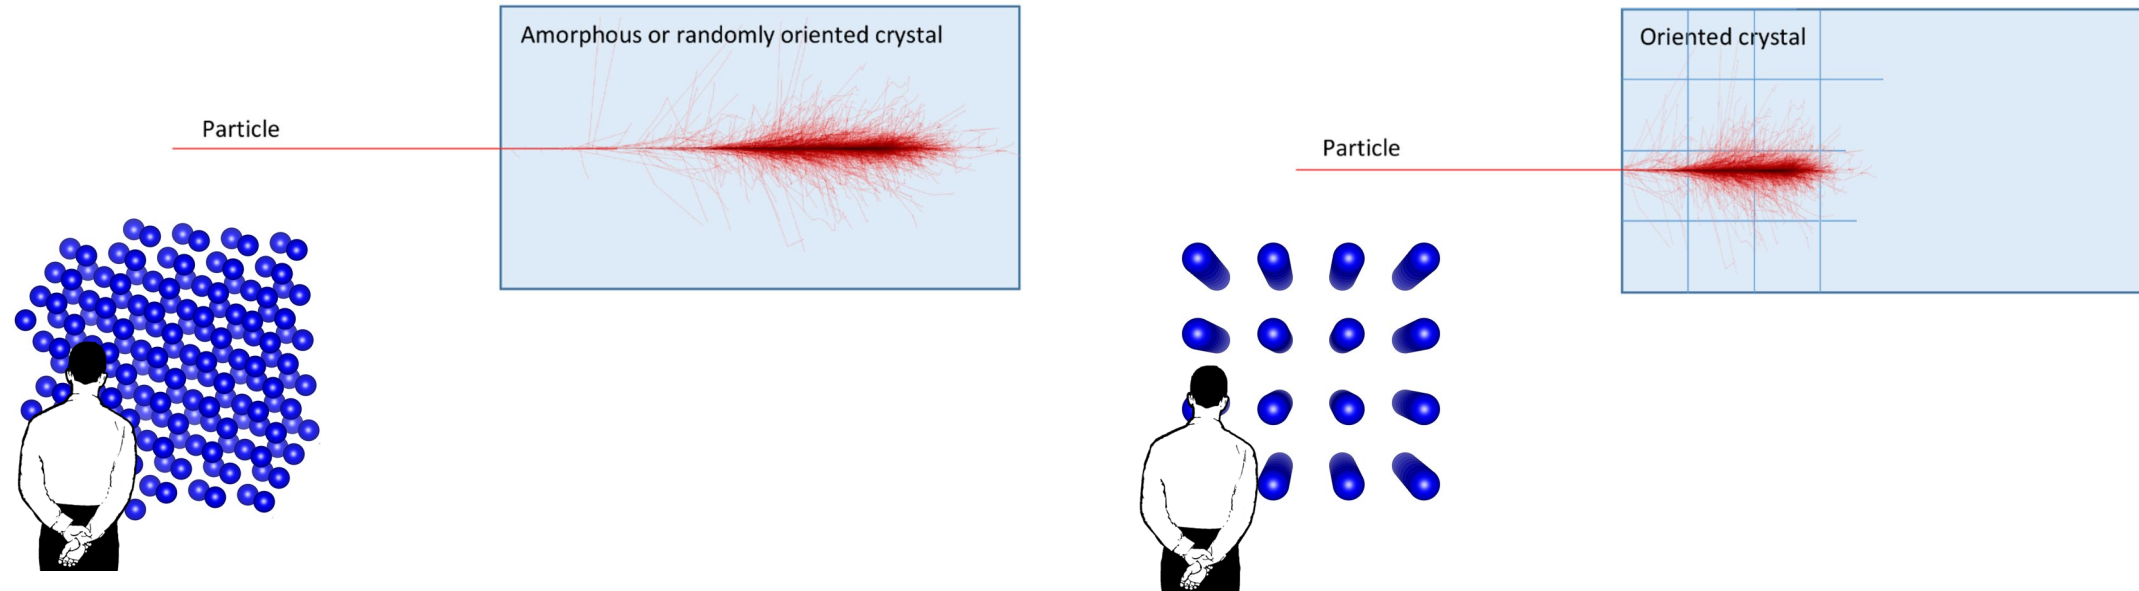 Amorphous or randomly oriented crystal
Particle
Oriented crystal
Particle